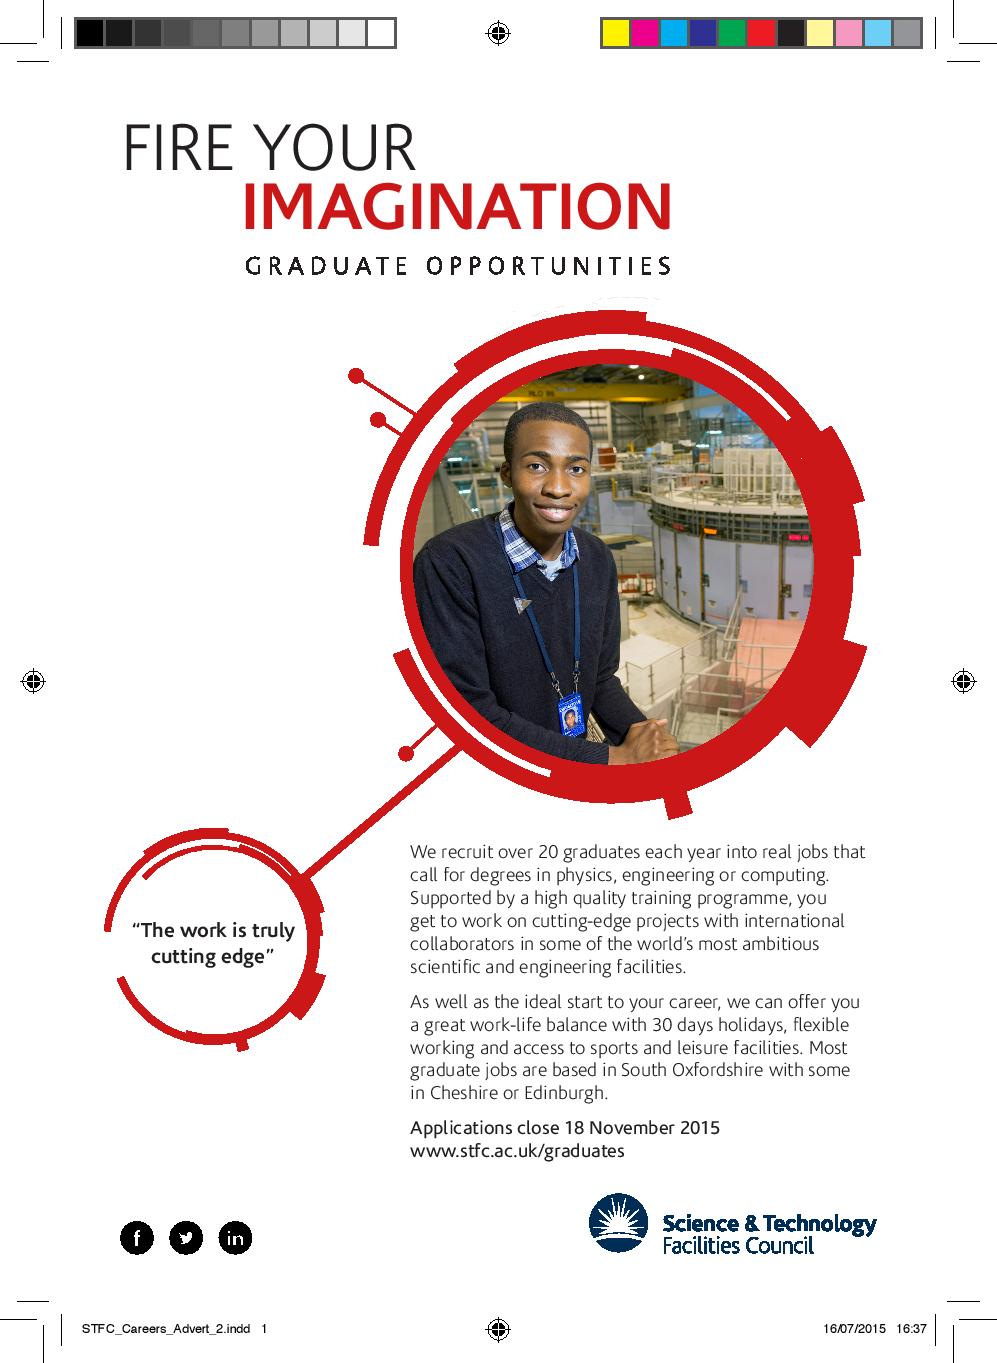 FIRE YOUR
IMAGINATION
GRADUATE OPPORTUNITIES
“The work is truly
cutting edge”
We recruit over 20 graduates each year into real jobs that
call for degrees in physics, engineering or computing.
Supported by a high quality training programme, you
get to work on cutting-edge projects with international
collaborators in some of the world’s most ambitious
scientific and engineering facilities.
As well as the ideal start to your career, we can offer you
a great work-life balance with 30 days holidays, flexible
working and access to sports and leisure facilities. Most
graduate jobs are based in South Oxfordshire with some
in Cheshire or Edinburgh.
Applications close 18 November 2015
www.stfc.ac.uk/graduates
f in
Science & Technology
Facilities Council
STFC_Careers_Advert_2.indd 1
16/07/2015 16:37